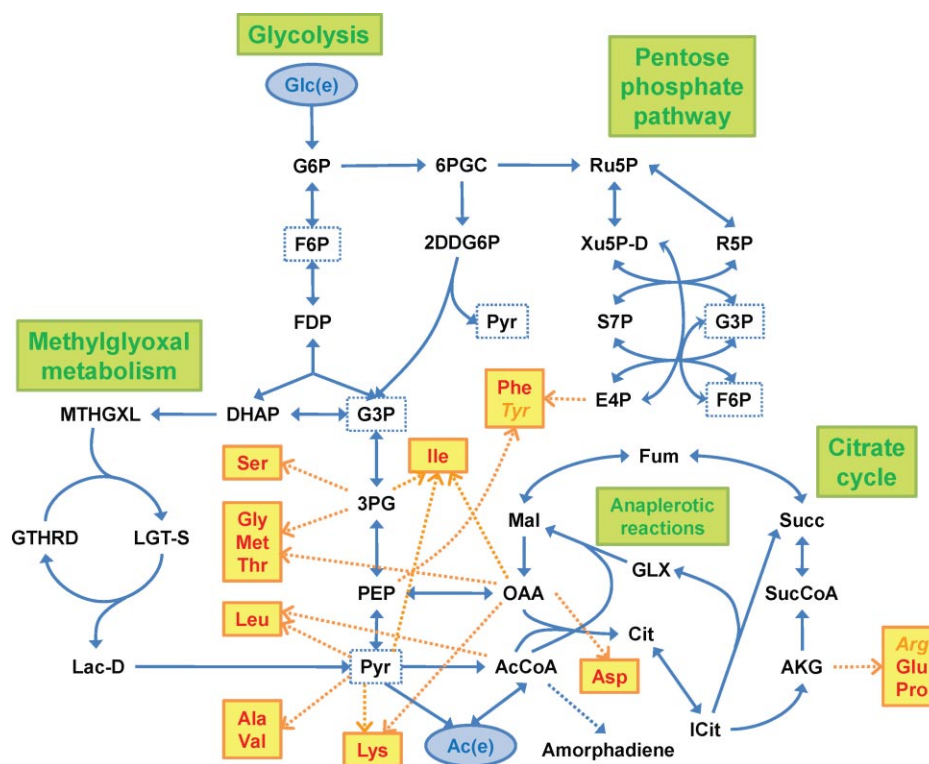 Glycolysis
Pentose
phosphate
pathway
Glc(e)
G6P
6PGC
Ru5P
F6P
2DDG6P
Xu5P-D
R5P
FDP
Pyr
S7P
G3P
Methylglyoxal
metabolism
MTHGXL
DHAP
G3P
Phe
Tyr
E4P
F6P
Ser
Ile
Fum
Citrate
cycle
3PG
Gly
Met
Thr
Mal
Anaplerotic
reactions
Succ
GTHRD
LGT-S
GLX
PEP
OAA
SucCoA
Leu
Cit
Lac-D
Pyr
AcCoA
Asp
AKG
Arg
Glu
Pro
Ala
Val
Lys
Ac(e)
Amorphadiene
ICit